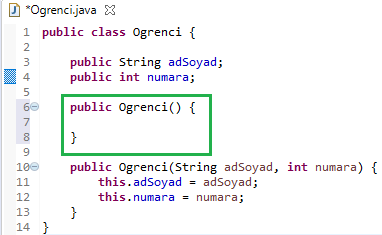 *Ogrenci.java
1 public class Ogrenci {
2
3 public String adSoyad;
4 public int numara;
5
6 public Ogrenci() {
7
8 }
9
10 public Ogrenci(String adSoyad, int numara) {
11 this.adSoyad = adSoyad;
12 this.numara = numara;
13 }
14 }